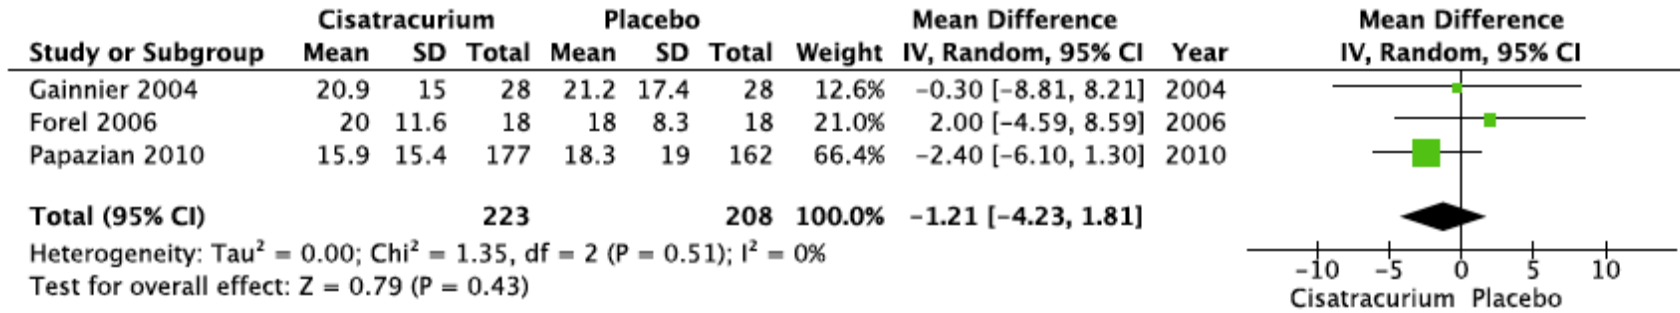 Cisatracurium Placebo Mean Difference Mean Difference
Study or Subgroup Mean SD Total Mean SD Total Weight IV, Random, 95% CI Year IV, Random, 95% CI
Gainnier 2004 20.9 15 28 21.2 17.4 28 12.6% −0.30 [−8.81, 8.21] 2004
Forel 2006 20 11.6 18 18 8.3 18 21.0% 2.00 [−4.59, 8.59] 2006
Papazian 2010 15.9 15.4 177 18.3 19 162 66.4% −2.40 [−6.10, 1.30] 2010
Total (95% CI) 223 208 100.0% −1.21 [−4.23, 1.81]
Heterogeneity: Tau² = 0.00; Chi² = 1.35, df = 2 (P = 0.51); I² = 0%
Test for overall effect: Z = 0.79 (P = 0.43)
−10 −5 0 5 10
Cisatracurium Placebo